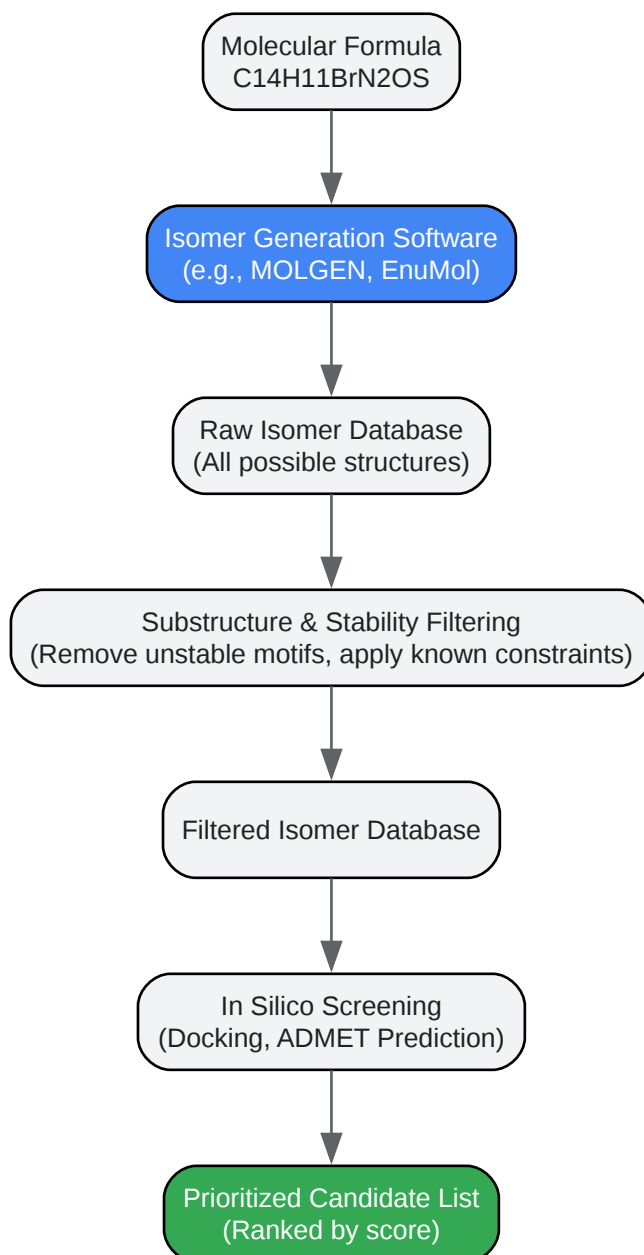 Molecular Formula
C14H11BrN2OS
Isomer Generation Software
(e.g., MOLGEN, EnuMol)
Raw Isomer Database
(All possible structures)
Substructure & Stability Filtering
(Remove unstable motifs, apply known constraints)
Filtered Isomer Database
In Silico Screening
(Docking, ADMET Prediction)
Prioritized Candidate List
(Ranked by score)